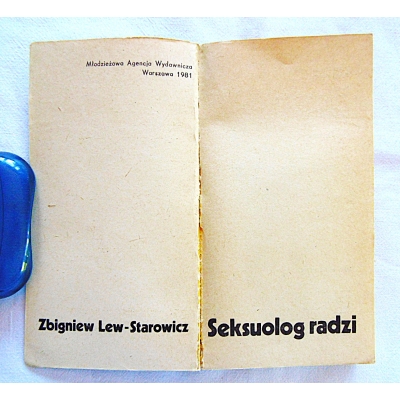 Młodzieżowa Agencja Wydawnicza
Warszawa 1981
Zbigniew Lew-Starowicz
Seksuolog radzi